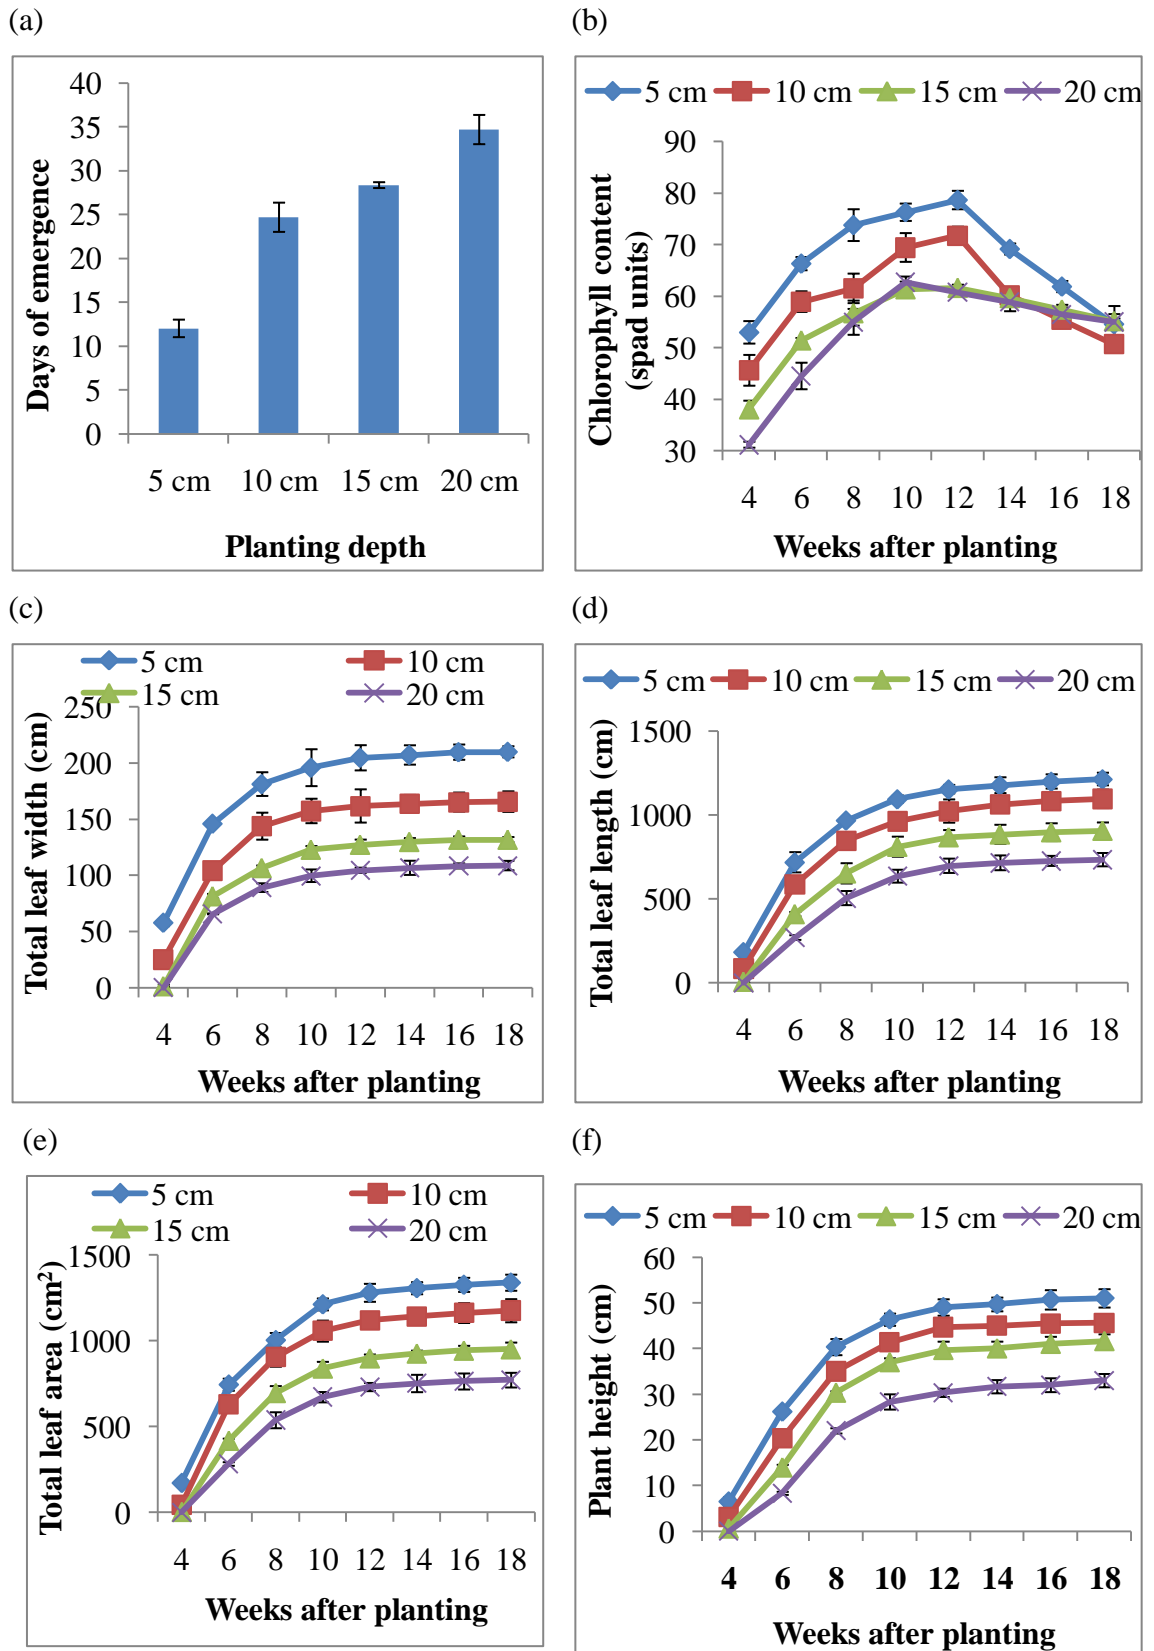 (a)
40
35
30
25
20
15
10
5
0
Days of emergence
5 cm 10 cm 15 cm 20 cm
Planting depth
(b)
5 cm 10 cm 15 cm 20 cm
90
80
70
60
50
40
30
Chlorophyll content
(spad units)
4 6 8 10 12 14 16 18
Weeks after planting
(c)
5 cm 10 cm
15 cm 20 cm
250
200
150
100
50
0
Total leaf width (cm)
4 6 8 10 12 14 16 18
Weeks after planting
(d)
5 cm 10 cm 15 cm 20 cm
1500
1000
500
0
Total leaf length (cm)
4 6 8 10 12 14 16 18
Weeks after planting
(e)
5 cm 10 cm
15 cm 20 cm
1500
1000
500
0
Total leaf area (cm²)
4 6 8 10 12 14 16 18
Weeks after planting
(f)
5 cm 10 cm 15 cm 20 cm
60
50
40
30
20
10
0
Plant height (cm)
4 6 8 10 12 14 16 18
Weeks after planting